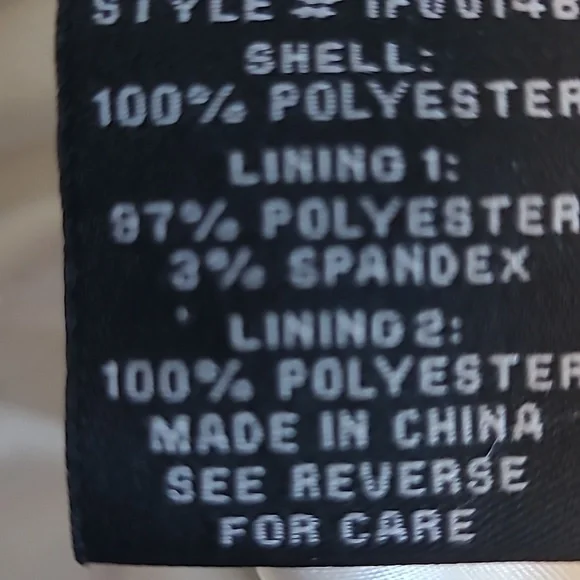 STYLE #
SHELL:
100% POLYESTER
LINING 1:
97% POLYESTER
3% SPANDEX
LINING 2:
100% POLYESTER
MADE IN CHINA
SEE REVERSE
FOR CARE